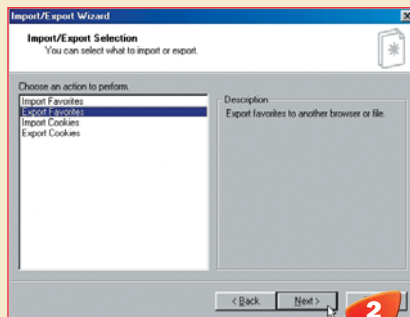 Import/Export Wizard
Import/Export Selection
You can select what to import or export.
Choose an action to perform.
Import Favorites
Export Favorites
Import Cookies
Export Cookies
Description
Export favorites to another browser or file.
< Back
Next >
2